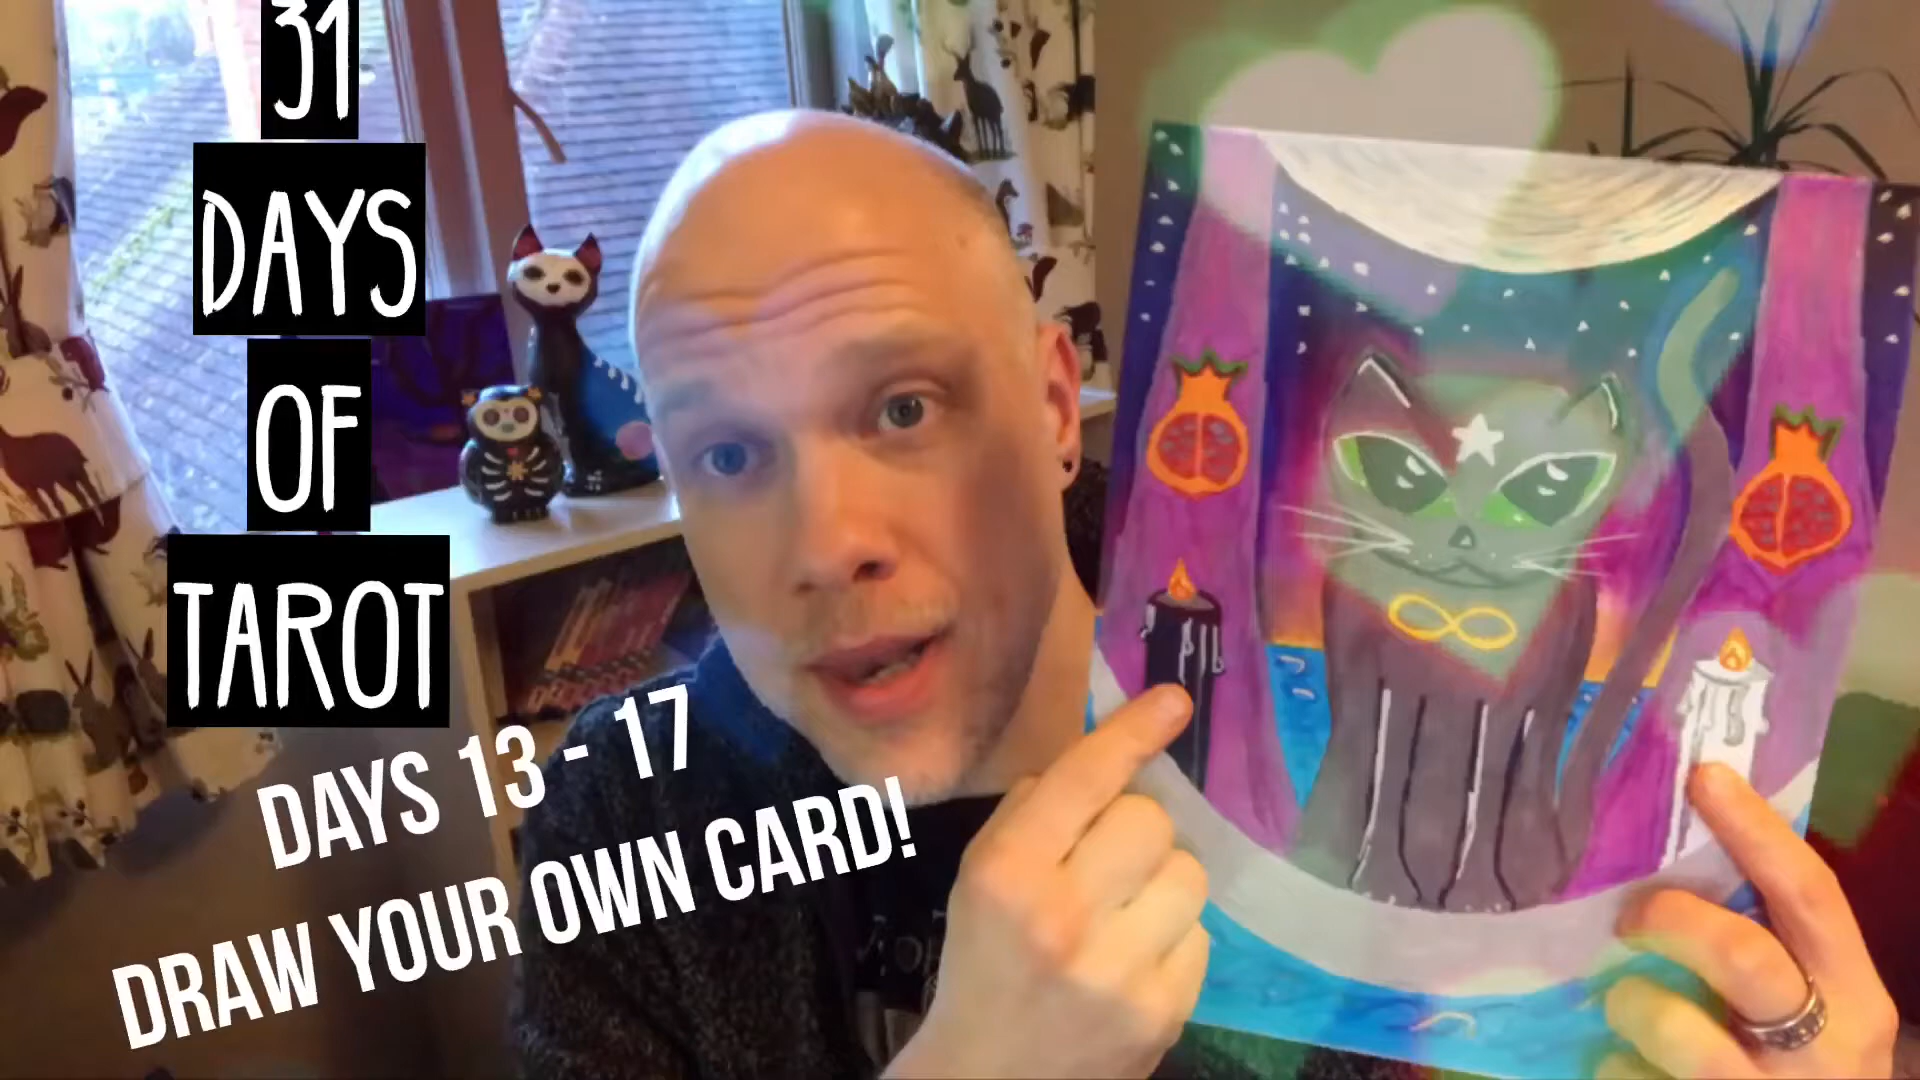 31
DAYS
OF
TAROT
DAYS 13 - 17
DRAW YOUR OWN CARD!